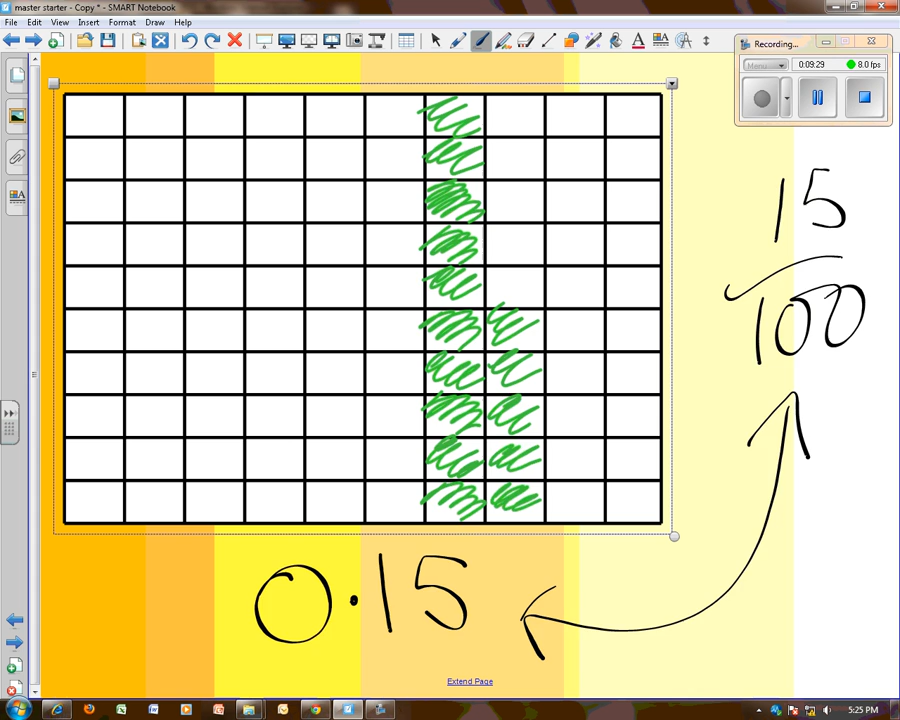 master starter - Copy * - SMART Notebook
File Edit View Insert Format Draw Help
Recording...
Menu 0:09:29 8.0 fps
15
100
0.15
Extend Page
5:25 PM